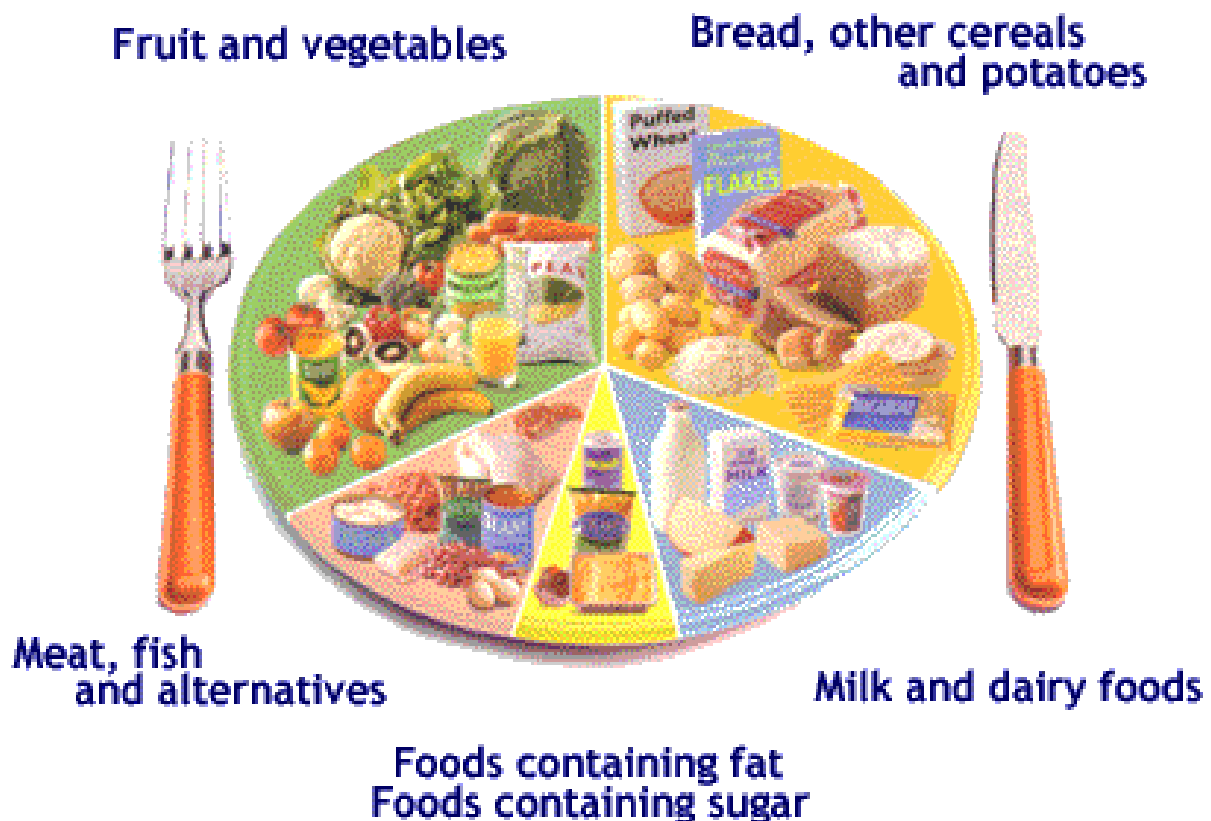 Fruit and vegetables
Bread, other cereals
and potatoes
Puffed
Wheat
FLAKES
PEAS
MILK
Meat, fish
and alternatives
Milk and dairy foods
Foods containing fat
Foods containing sugar